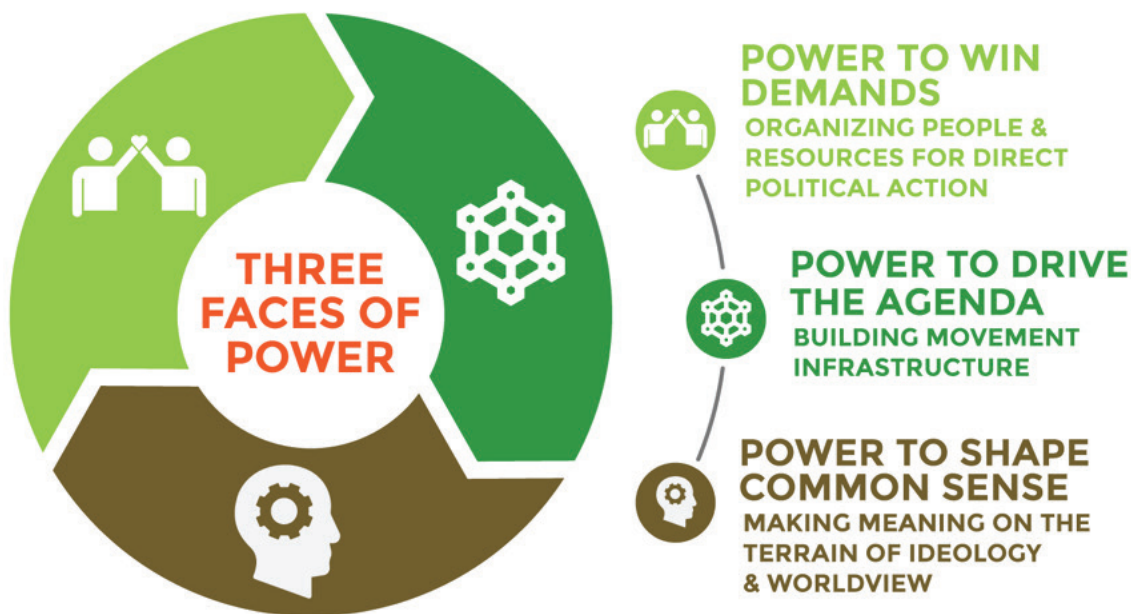 THREE
FACES OF
POWER
POWER TO WIN
DEMANDS
ORGANIZING PEOPLE &
RESOURCES FOR DIRECT
POLITICAL ACTION
POWER TO DRIVE
THE AGENDA
BUILDING MOVEMENT
INFRASTRUCTURE
POWER TO SHAPE
COMMON SENSE
MAKING MEANING ON THE
TERRAIN OF IDEOLOGY
& WORLDVIEW